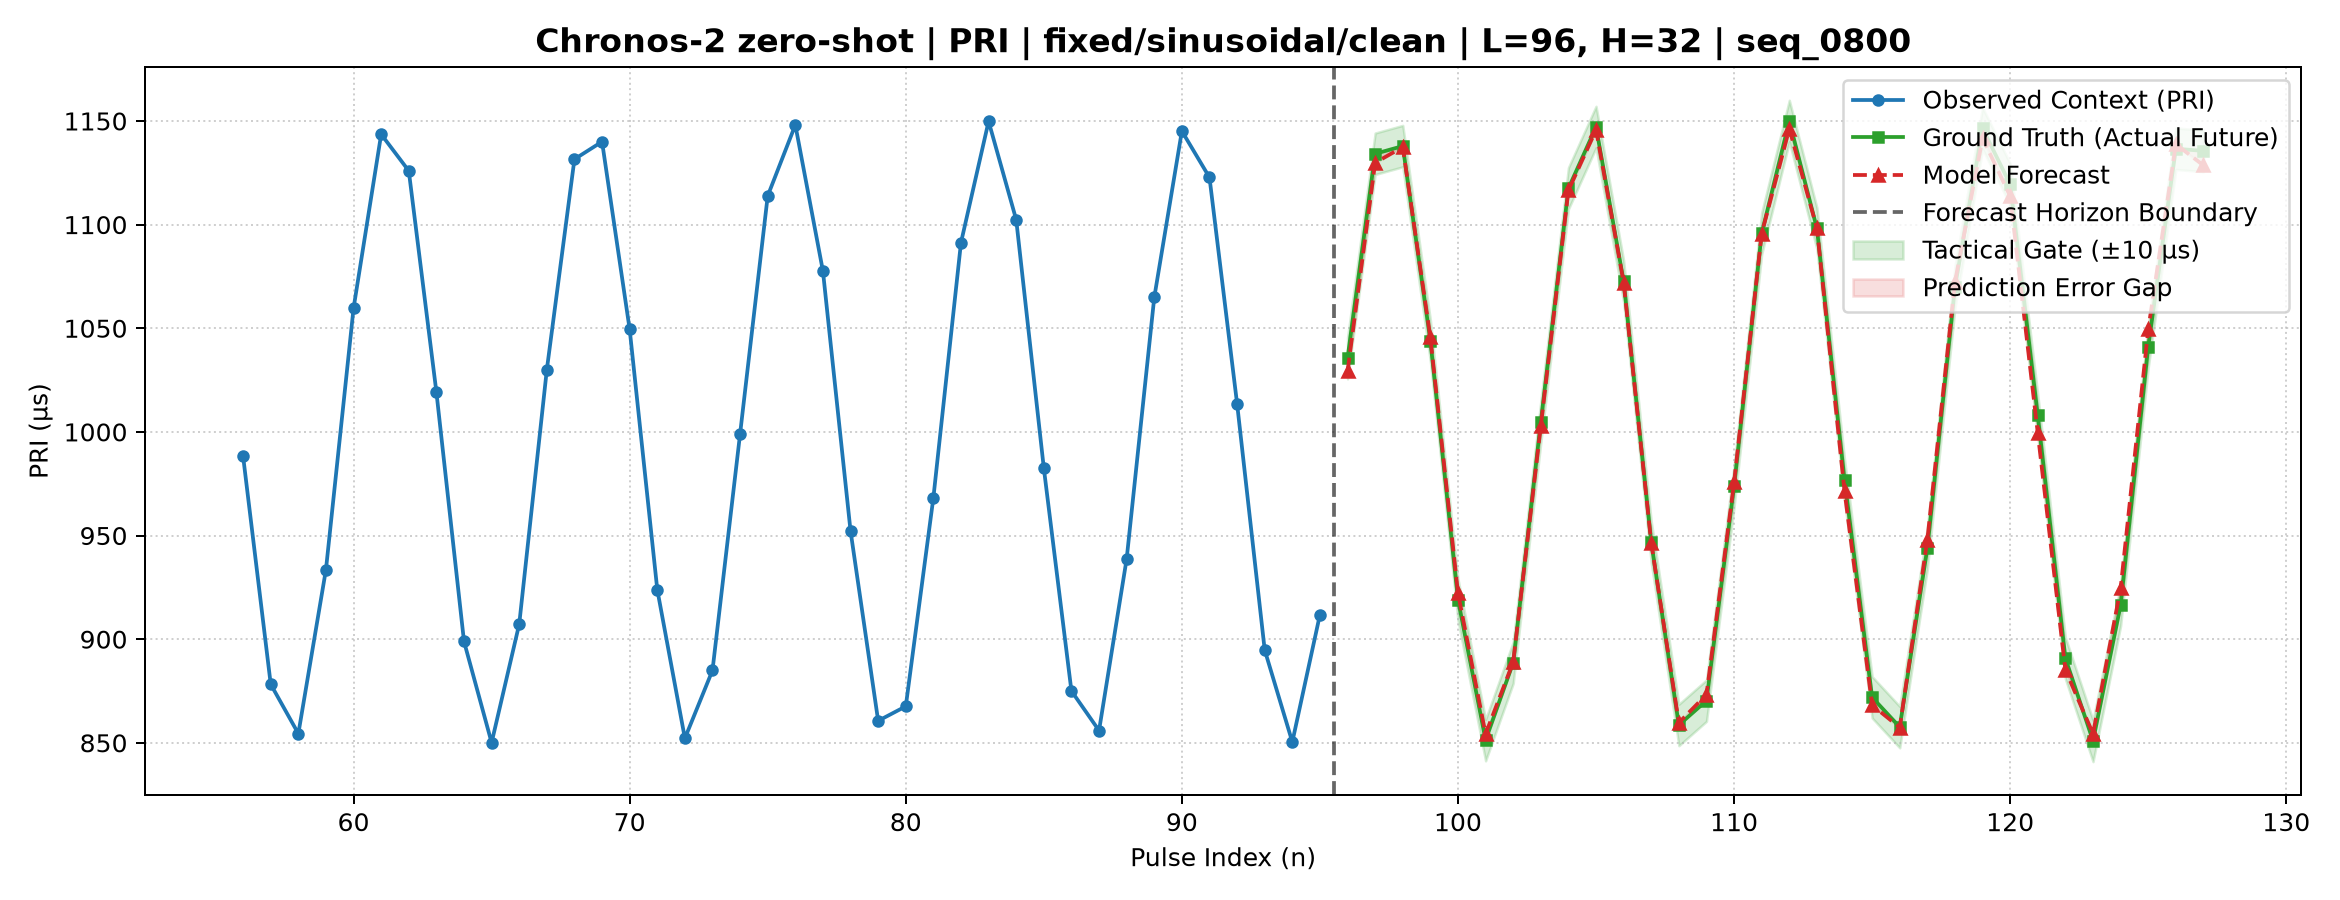 Chronos-2 zero-shot | PRI | fixed/sinusoidal/clean | L=96, H=32 | seq_0800
Observed Context (PRI)
Ground Truth (Actual Future)
Model Forecast
Forecast Horizon Boundary
Tactical Gate (±10 µs)
Prediction Error Gap
PRI (µs)
1150
1100
1050
1000
950
900
850
60 70 80 90 100 110 120 130
Pulse Index (n)